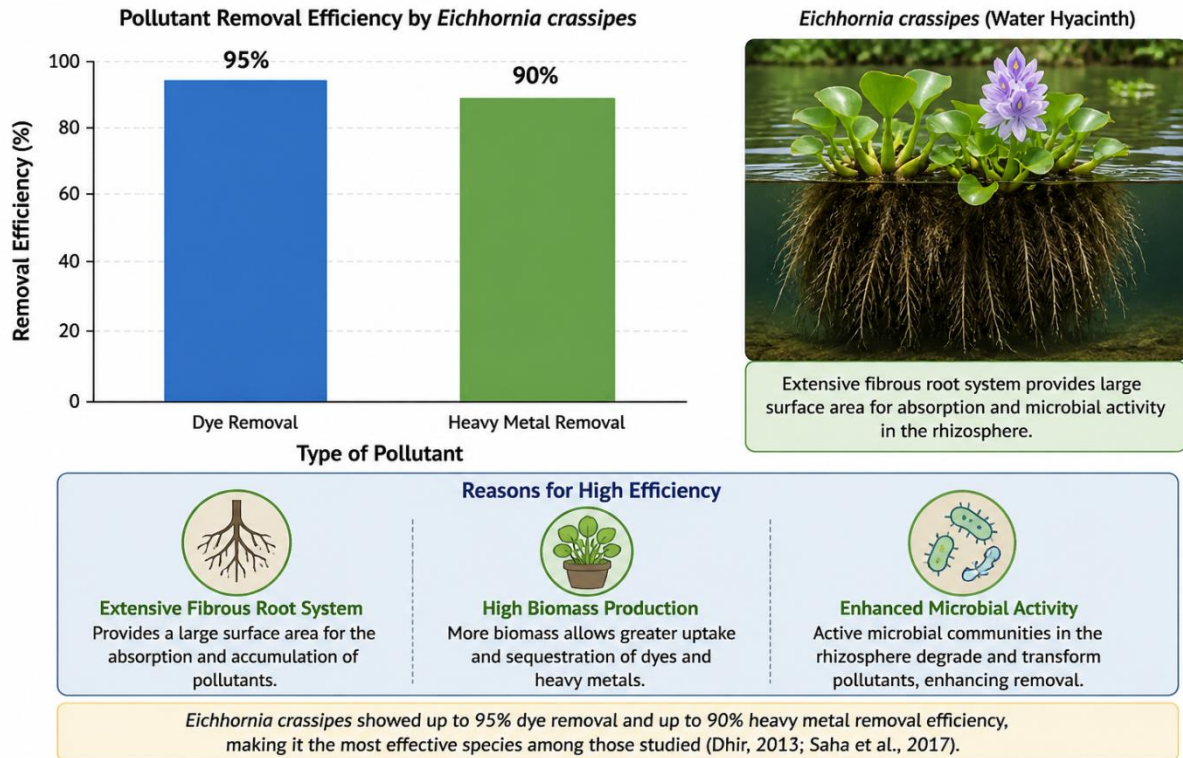 Pollutant Removal Efficiency by Eichhornia crassipes
Removal Efficiency (%)
100
80
60
40
20
0
95%
90%
Dye Removal
Heavy Metal Removal
Type of Pollutant
Eichhornia crassipes (Water Hyacinth)
Extensive fibrous root system provides large
surface area for absorption and microbial activity
in the rhizosphere.
Reasons for High Efficiency
Extensive Fibrous Root System
Provides a large surface area for the
absorption and accumulation of
pollutants.
High Biomass Production
More biomass allows greater uptake
and sequestration of dyes and
heavy metals.
Enhanced Microbial Activity
Active microbial communities in the
rhizosphere degrade and transform
pollutants, enhancing removal.
Eichhornia crassipes showed up to 95% dye removal and up to 90% heavy metal removal efficiency,
making it the most effective species among those studied (Dhir, 2013; Saha et al., 2017).